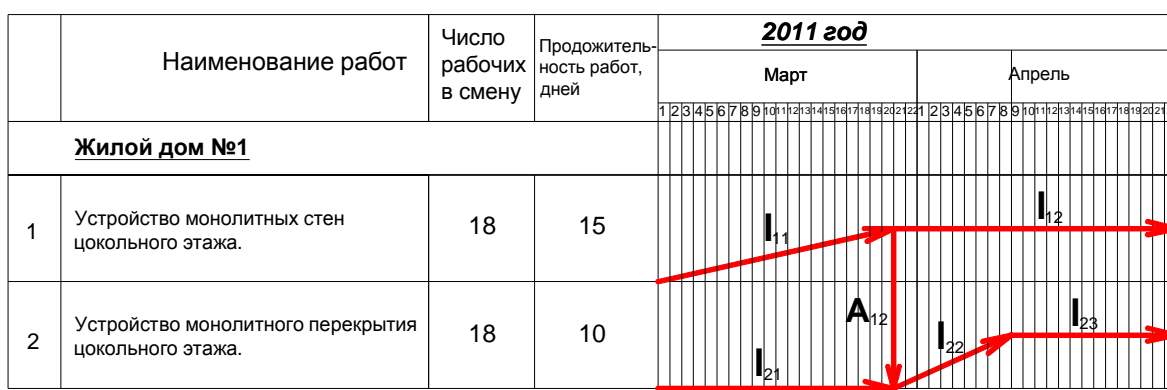 Наименование работ
Число
рабочих
в смену
Продожитель-
ность работ,
дней
2011 год
Март
Апрель
1 2 3 4 5 6 7 8 9 10 11 12 13 14 15 16 17 18 19 20 21 22 1 2 3 4 5 6 7 8 9 10 11 12 13 14 15 16 17 18 19 20 21
Жилой дом №1
1
Устройство монолитных стен
цокольного этажа.
18
15
I11
I12
2
Устройство монолитного перекрытия
цокольного этажа.
18
10
A12
I21
I22
I23